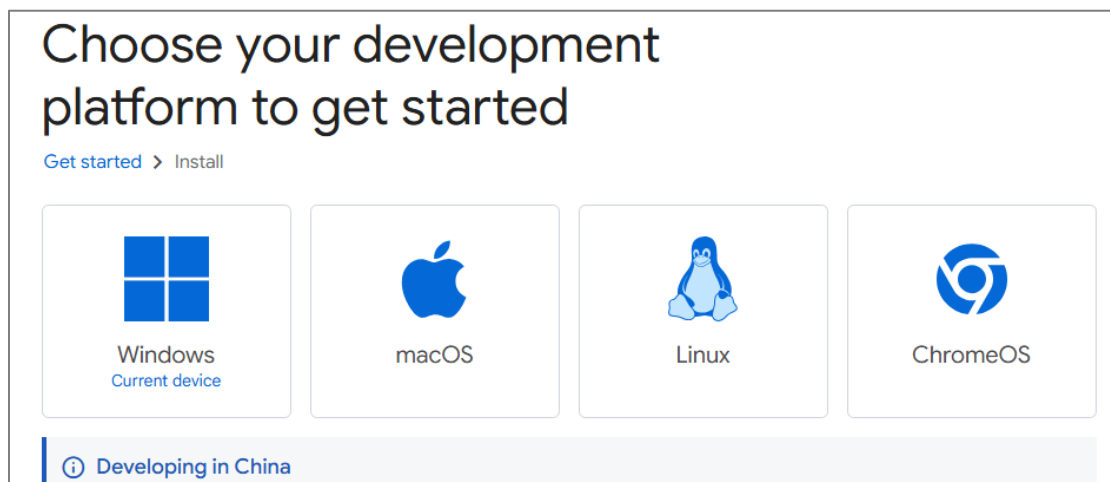 Choose your development
platform to get started
Get started > Install
Windows
Current device
macOS
Linux
ChromeOS
Developing in China